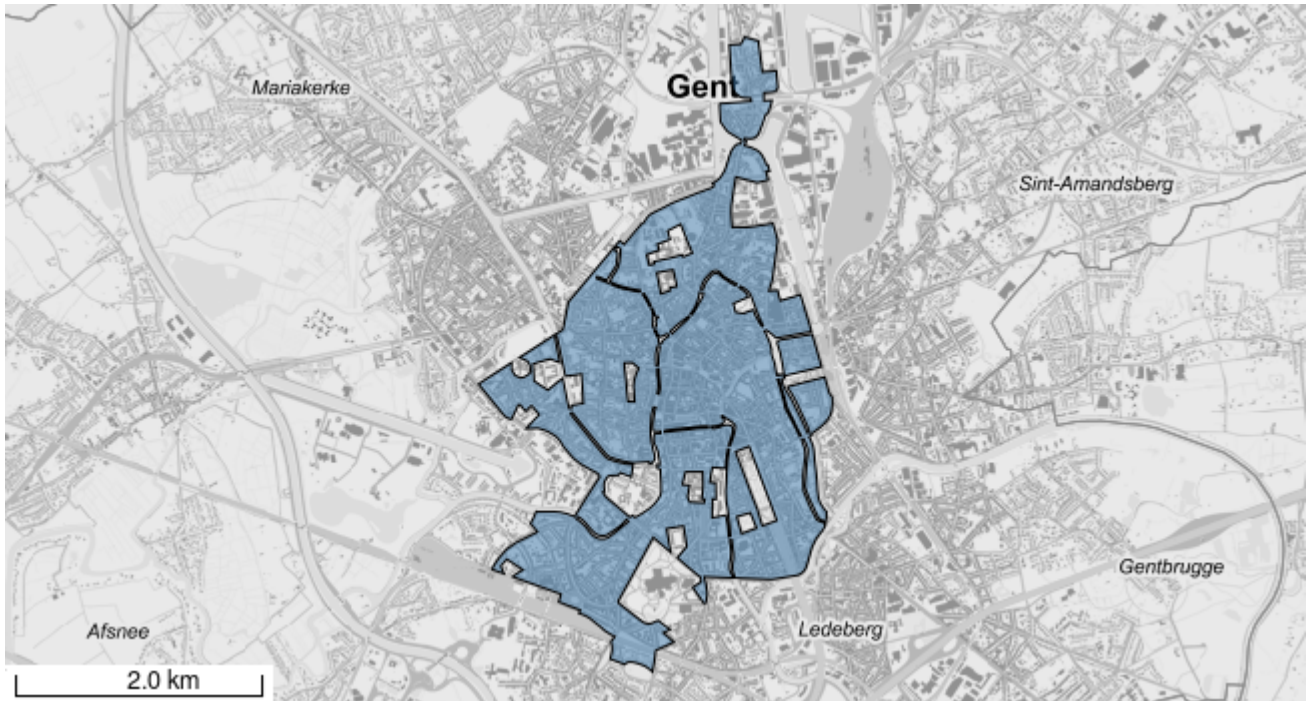 Gent
Mariakerke
Sint-Amandsberg
Gentbrugge
Afsnee
Ledeberg
2.0 km